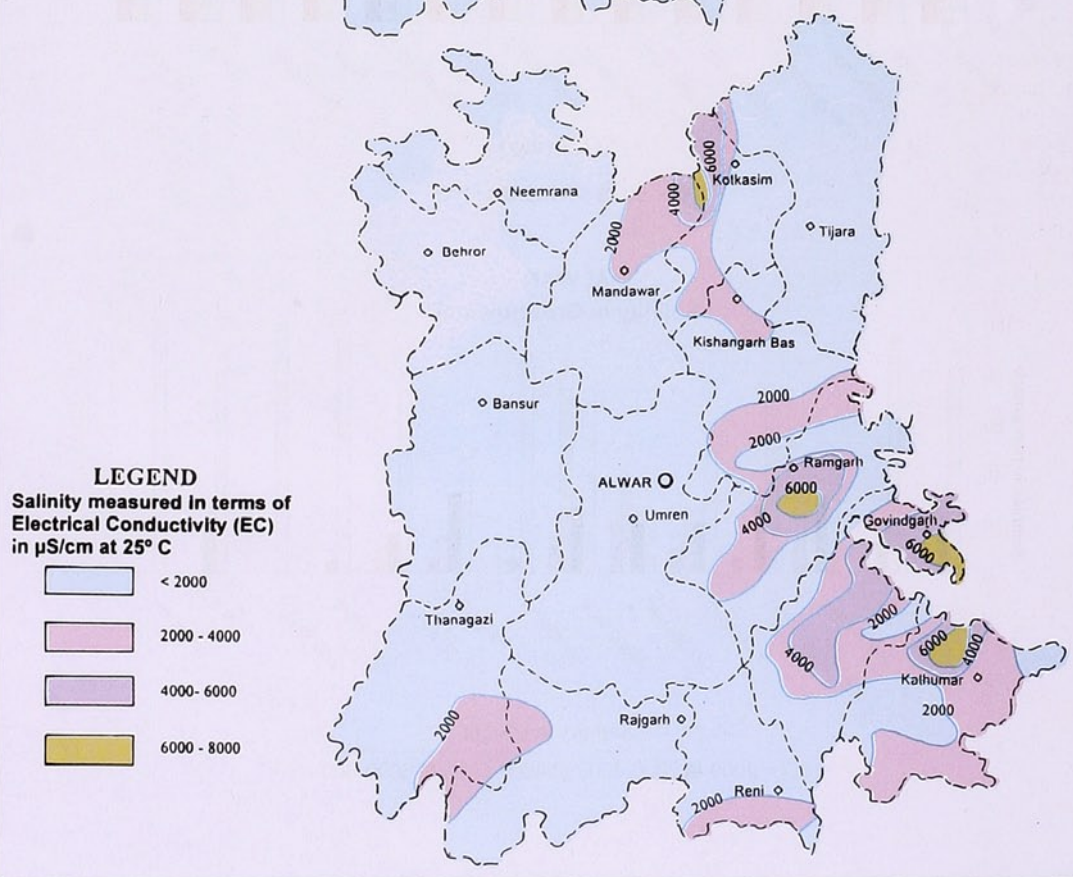 6000
Kotkasim
4000
Neemrana
2000
Tijara
Behror
Mandawar
Kishangarh Bas
2000
Bansur
2000
Ramgarh
LEGEND
Salinity measured in terms of
Electrical Conductivity (EC)
in µS/cm at 25° C
< 2000
2000 - 4000
4000- 6000
6000 - 8000
ALWAR
6000
Umren
4000
Govindgarh
6000
Thanagazi
2000
4000
6000
4000
Kalhumar
2000
2000
Rajgarh
2000
Reni